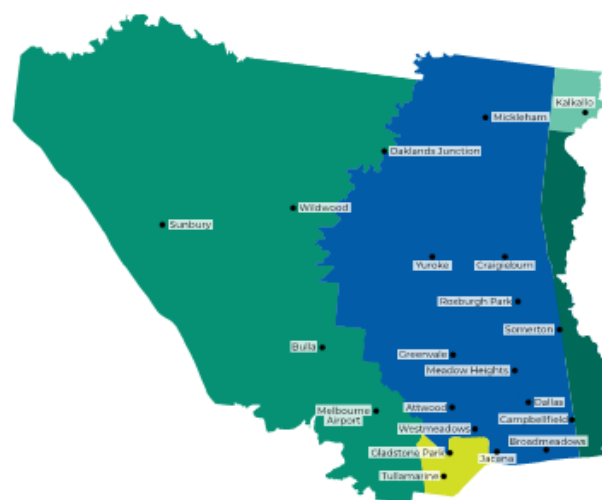 Kalkallo
Mickleham
Oaklands Junction
Wildwood
Sunbury
Yuroke
Craigieburn
Roxburgh Park
Somerton
Bulla
Greenvale
Meadow Heights
Dallas
Attwood
Melbourne
Airport
Campbellfield
Westmeadows
Broadmeadows
Gladstone Park
Jacana
Tullamarine